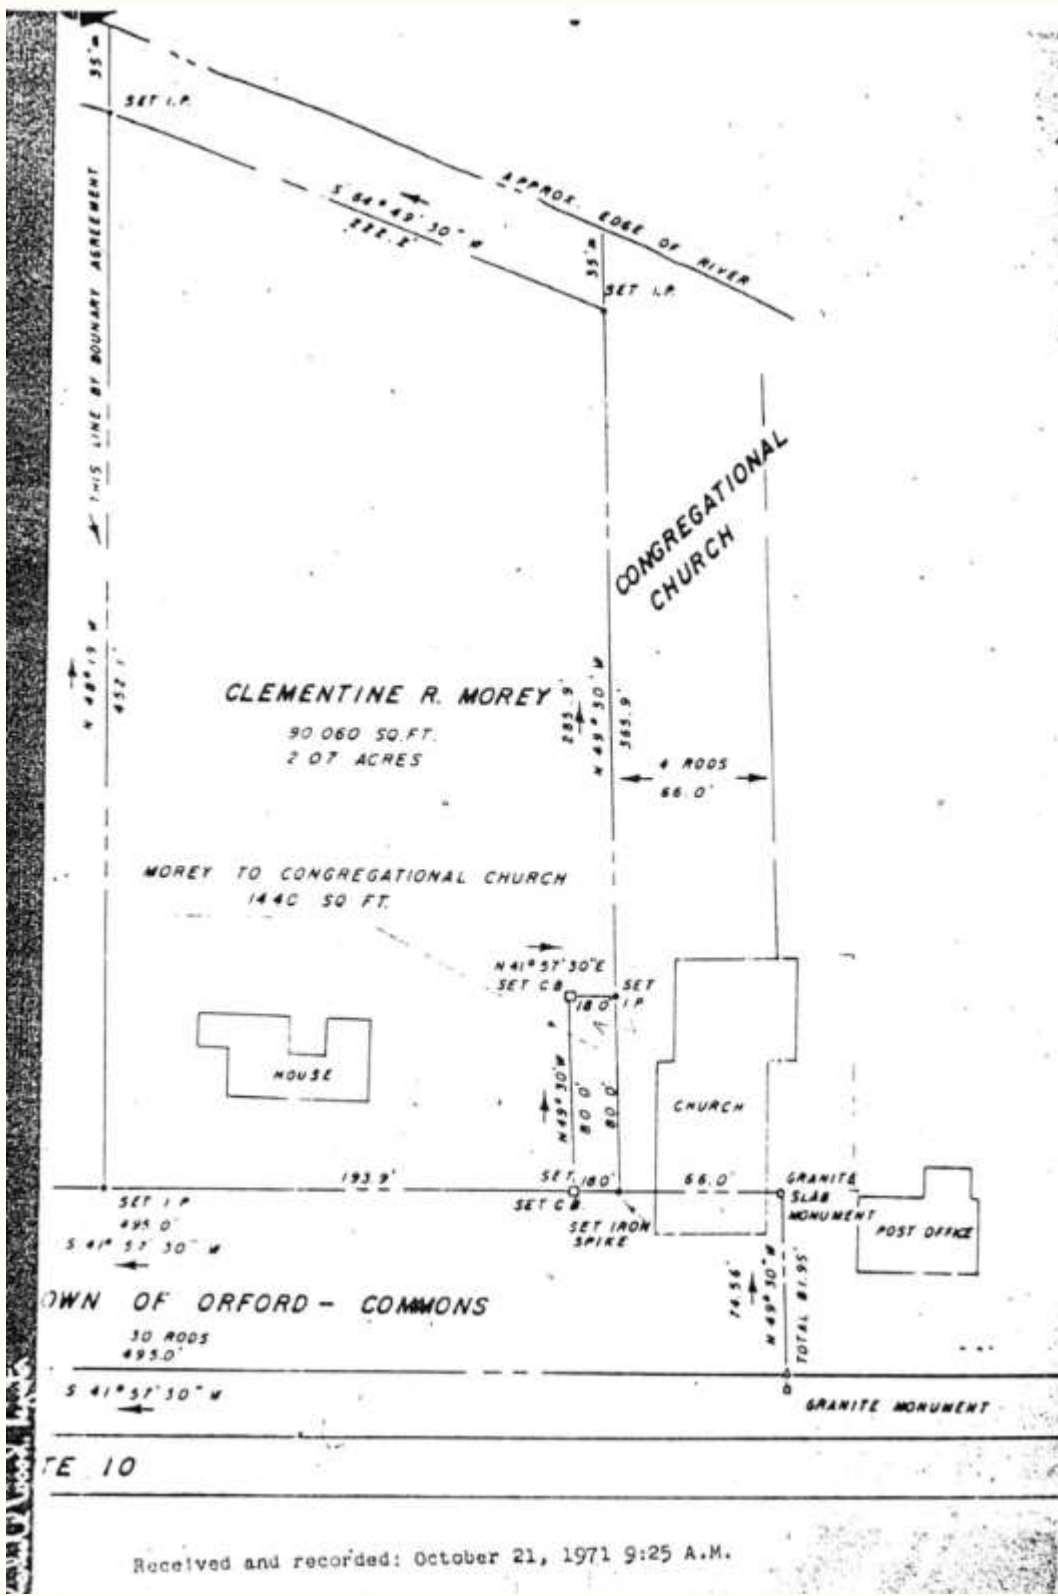 35'±
SET I.P.
S 64° 49' 30" W
222.2'
APPROX. EDGE OF RIVER
35'±
SET I.P.
THIS LINE BY BOUNARY AGREEMENT
CONGREGATIONAL
CHURCH
N 48° 19' W
452.1'
CLEMENTINE R. MOREY
90 060 SQ.FT.
2 07 ACRES
285.9'
N 49° 30' W
365.9'
4 RODS
66.0'
MOREY TO CONGREGATIONAL CHURCH
1440 SQ FT.
N 41° 57' 30" E
SET C.B.
18.0'
SET
I P
HOUSE
N 49° 30' W
80 0'
80 0'
CHURCH
193.9'
SET
18.0'
66.0'
GRANITE
SLAB
MONUMENT
SET I P
495.0'
S 41° 57' 30" W
SET C B.
SET IRON
SPIKE
POST OFFICE
74.56'
N 49° 30" W
TOTAL 81.95'
OWN OF ORFORD - COMMONS
30 RODS
495.0'
S 41° 57' 30" W
GRANITE MONUMENT
TE 10
Received and recorded: October 21, 1971 9:25 A.M.